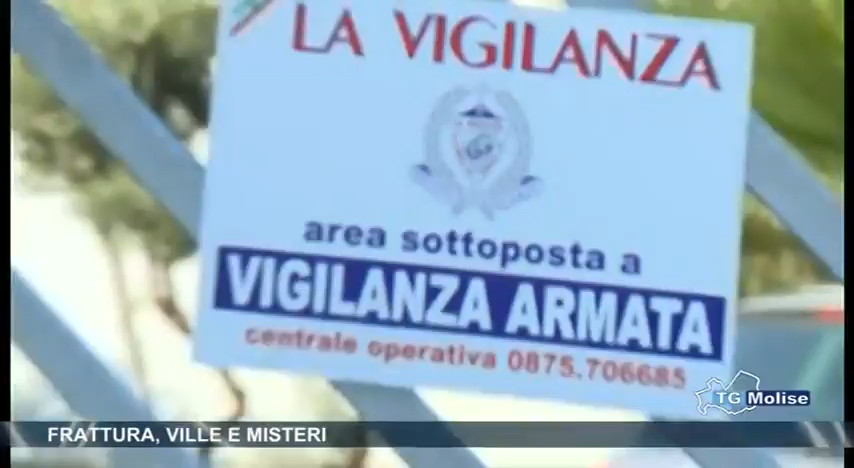 LA VIGILANZA
area sottoposta a
VIGILANZA ARMATA
centrale operativa 0875.706685
TG Molise
FRATTURA, VILLE E MISTERI